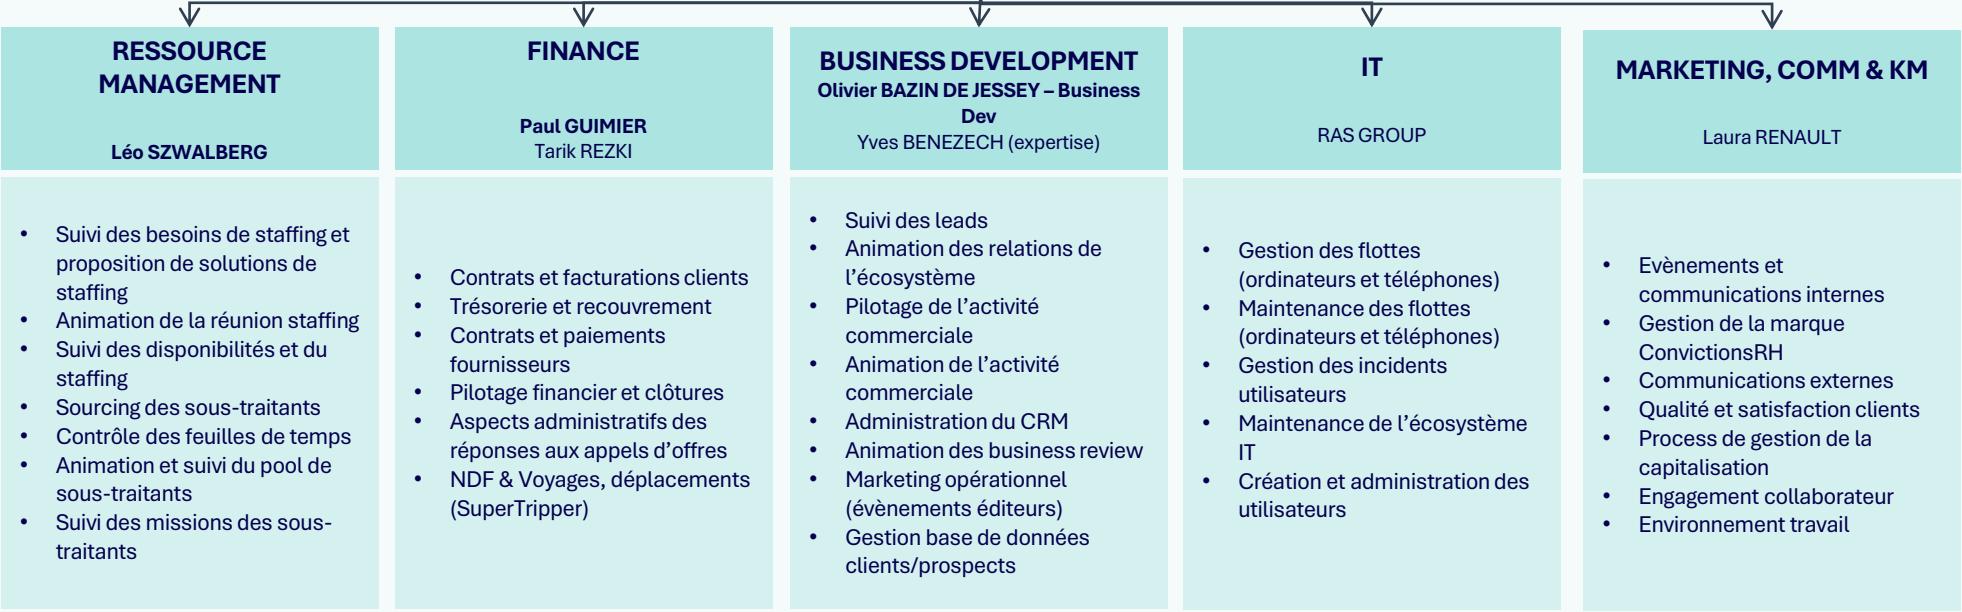 RESSOURCE
MANAGEMENT
Léo SZWALBERG
• Suivi des besoins de staffing et
proposition de solutions de
staffing
• Animation de la réunion staffing
• Suivi des disponibilités et du
staffing
• Sourcing des sous-traitants
• Contrôle des feuilles de temps
• Animation et suivi du pool de
sous-traitants
• Suivi des missions des sous-
traitants
FINANCE
Paul GUIMIER
Tarik REZKI
• Contrats et facturations clients
• Trésorerie et recouvrement
• Contrats et paiements
fournisseurs
• Pilotage financier et clôtures
• Aspects administratifs des
réponses aux appels d’offres
• NDF & Voyages, déplacements
(SuperTripper)
BUSINESS DEVELOPMENT
Olivier BAZIN DE JESSEY – Business
Dev
Yves BENEZECH (expertise)
• Suivi des leads
• Animation des relations de
l’écosystème
• Pilotage de l’activité
commerciale
• Animation de l’activité
commerciale
• Administration du CRM
• Animation des business review
• Marketing opérationnel
(évènements éditeurs)
• Gestion base de données
clients/prospects
IT
RAS GROUP
• Gestion des flottes
(ordinateurs et téléphones)
• Maintenance des flottes
(ordinateurs et téléphones)
• Gestion des incidents
utilisateurs
• Maintenance de l’écosystème
IT
• Création et administration des
utilisateurs
MARKETING, COMM & KM
Laura RENAULT
• Evènements et
communications internes
• Gestion de la marque
ConvictionsRH
• Communications externes
• Qualité et satisfaction clients
• Process de gestion de la
capitalisation
• Engagement collaborateur
• Environnement travail